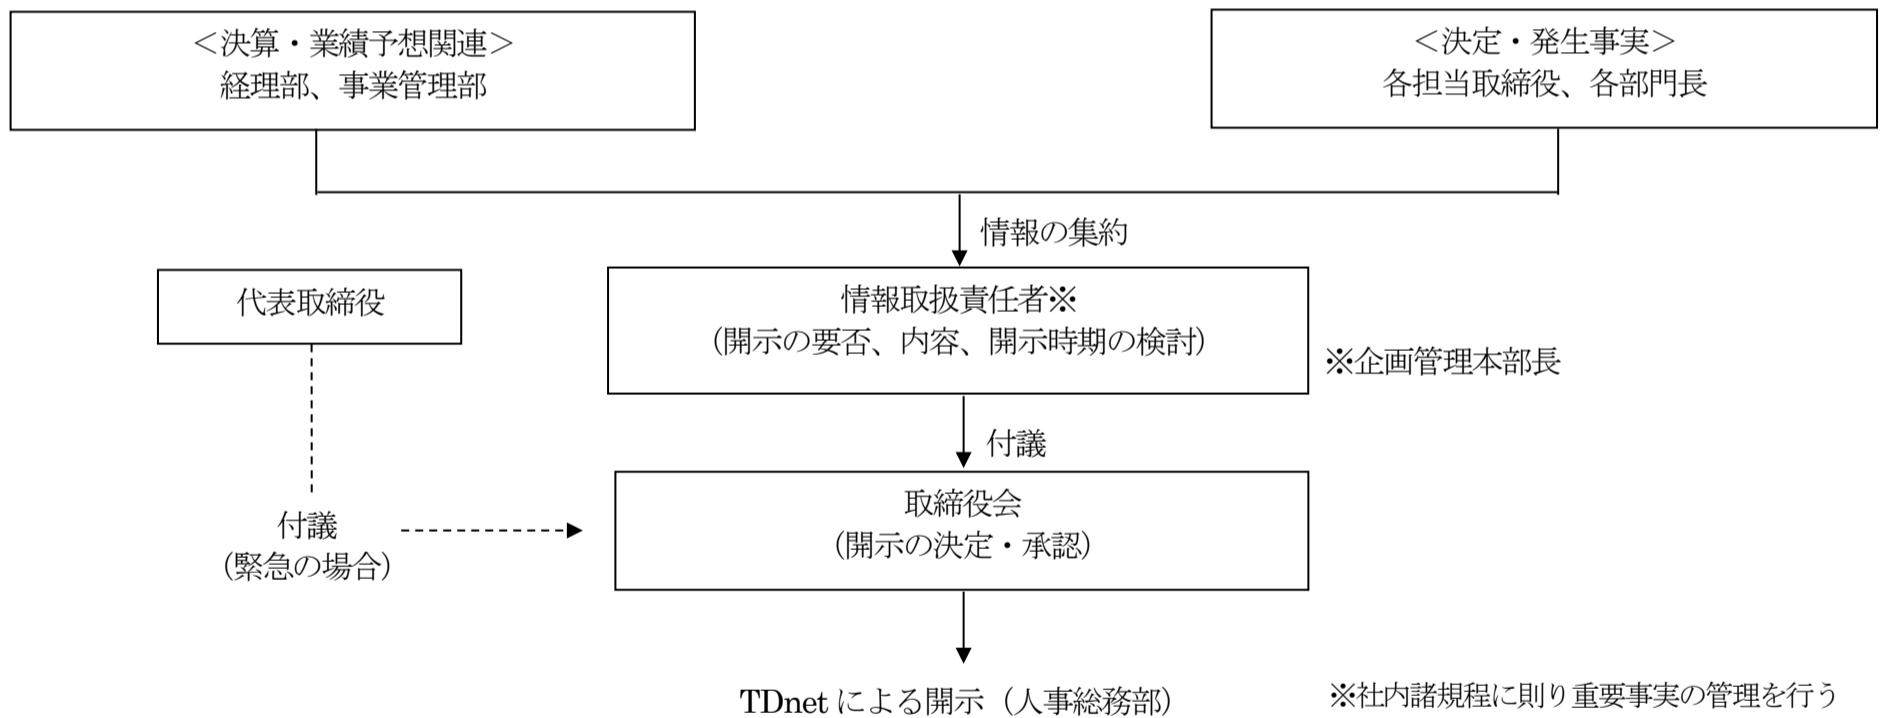 ＜決算・業績予想関連＞
経理部、事業管理部
＜決定・発生事実＞
各担当取締役、各部門長
情報の集約
代表取締役
情報取扱責任者※
（開示の要否、内容、開示時期の検討）
※企画管理本部長
付議
取締役会
（開示の決定・承認）
付議
（緊急の場合）
TDnet による開示（人事総務部）
※社内諸規程に則り重要事実の管理を行う